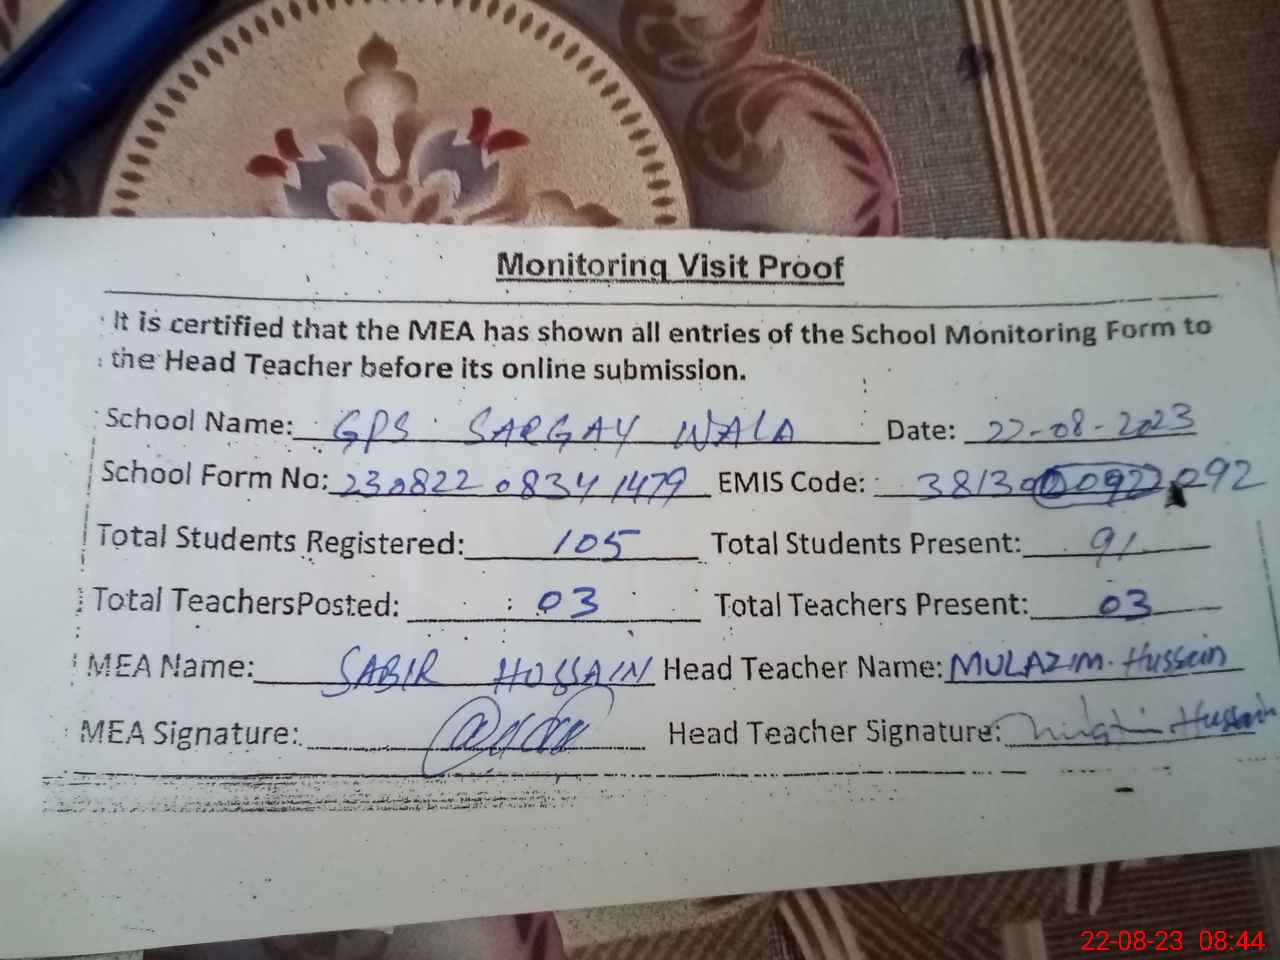 Monitoring Visit Proof
It is certified that the MEA has shown all entries of the School Monitoring Form to
the Head Teacher before its online submission.
School Name: GPS SARGAY WALA Date: 22-08-2023
School Form No: 230822 08341479 EMIS Code: 3813 092
Total Students Registered: 105 Total Students Present: 91
Total TeachersPosted: 03 Total Teachers Present: 03
MEA Name: SABIR HUSSAIN Head Teacher Name: MULAZIM. Hussein
MEA Signature: Head Teacher Signature: Hussain
22-08-23 08:44